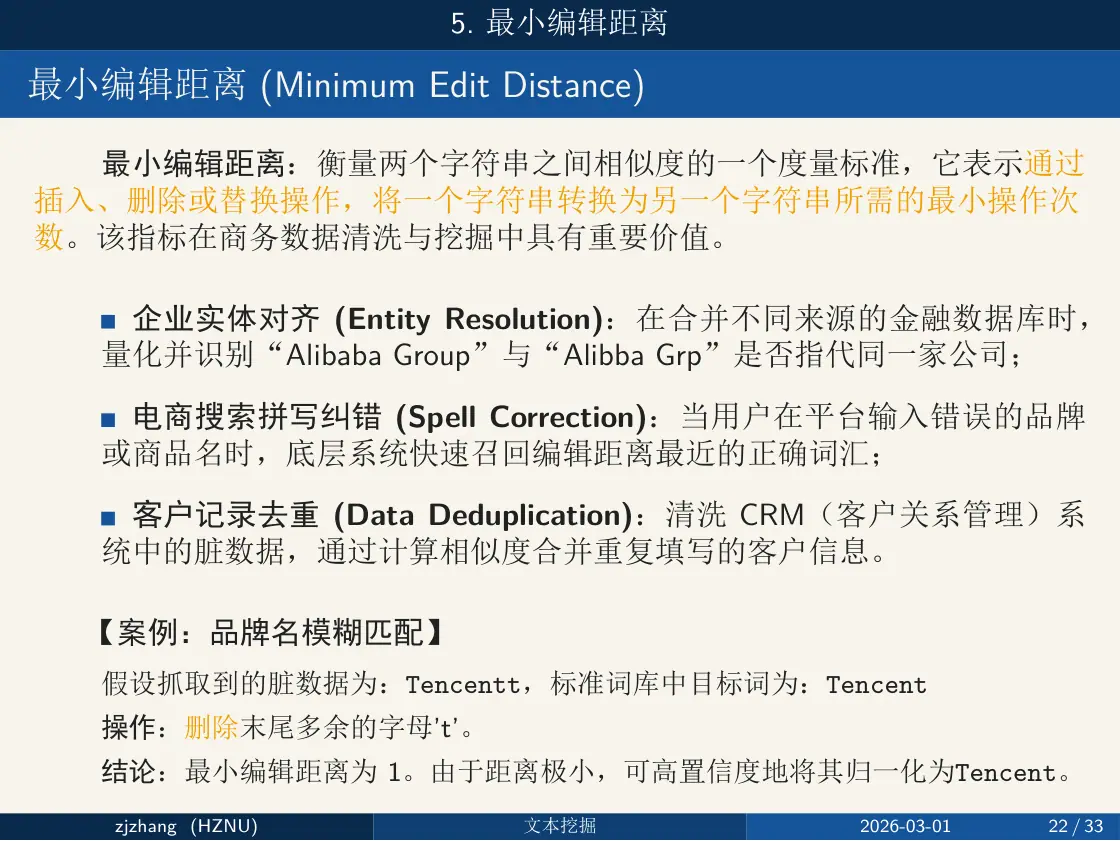 5. 最小编辑距离
最小编辑距离 (Minimum Edit Distance)
最小编辑距离：衡量两个字符串之间相似度的一个度量标准，它表示通过
插入、删除或替换操作，将一个字符串转换为另一个字符串所需的最小操作次
数。该指标在商务数据清洗与挖掘中具有重要价值。
■ 企业实体对齐 (Entity Resolution)：在合并不同来源的金融数据库时，
量化并识别“Alibaba Group”与“Alibba Grp”是否指代同一家公司；
■ 电商搜索拼写纠错 (Spell Correction)：当用户在平台输入错误的品牌
或商品名时，底层系统快速召回编辑距离最近的正确词汇；
■ 客户记录去重 (Data Deduplication)：清洗 CRM（客户关系管理）系
统中的脏数据，通过计算相似度合并重复填写的客户信息。
【案例：品牌名模糊匹配】
假设抓取到的脏数据为：Tencentt，标准词库中目标词为：Tencent
操作：删除末尾多余的字母't'。
结论：最小编辑距离为 1。由于距离极小，可高置信度地将其归一化为Tencent。
zjzhang (HZNU) 文本挖掘 2026-03-01 22 / 33